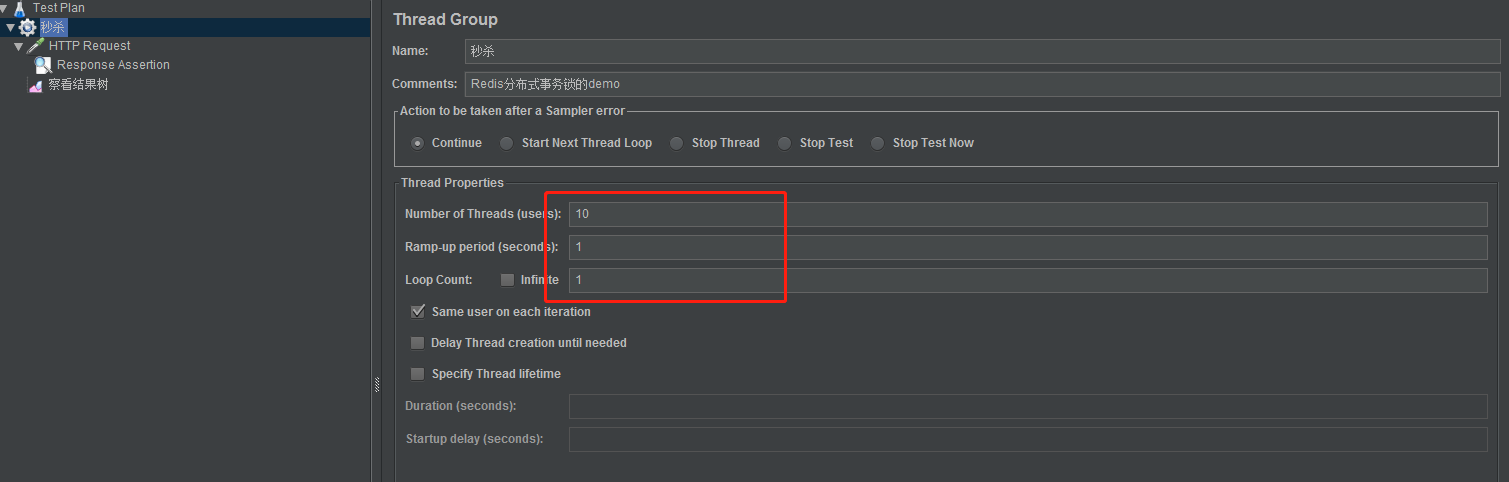 Test Plan
秒杀
HTTP Request
Response Assertion
察看结果树
Thread Group
Name: 秒杀
Comments: Redis分布式事务锁的demo
Action to be taken after a Sampler error
Continue Start Next Thread Loop Stop Thread Stop Test Stop Test Now
Thread Properties
Number of Threads (users): 10
Ramp-up period (seconds): 1
Loop Count: Infinite 1
Same user on each iteration
Delay Thread creation until needed
Specify Thread lifetime
Duration (seconds):
Startup delay (seconds):